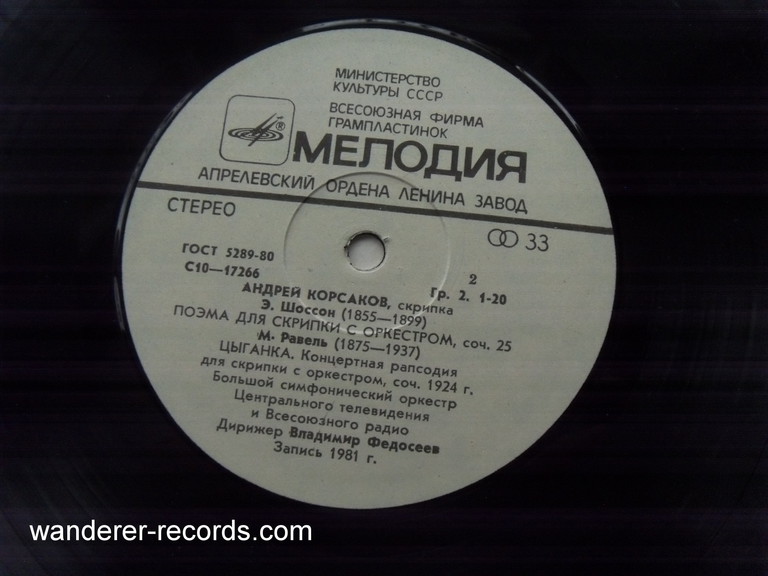 МИНИСТЕРСТВО
КУЛЬТУРЫ СССР
ВСЕСОЮЗНАЯ ФИРМА
ГРАМПЛАСТИНОК
® МЕЛОДИЯ
АПРЕЛЕВСКИЙ ОРДЕНА ЛЕНИНА ЗАВОД
СТЕРЕО
33
ГОСТ 5289-80
С10—17266
2
Гр. 2. 1-20
АНДРЕЙ КОРСАКОВ, скрипка
Э. Шоссон (1855—1899)
ПОЭМА ДЛЯ СКРИПКИ С ОРКЕСТРОМ, соч. 25
М. Равель (1875—1937)
ЦЫГАНКА. Концертная рапсодия
для скрипки с оркестром, соч. 1924 г.
Большой симфонический оркестр
Центрального телевидения
и Всесоюзного радио
Дирижер Владимир Федосеев
Запись 1981 г.
wanderer-records.com